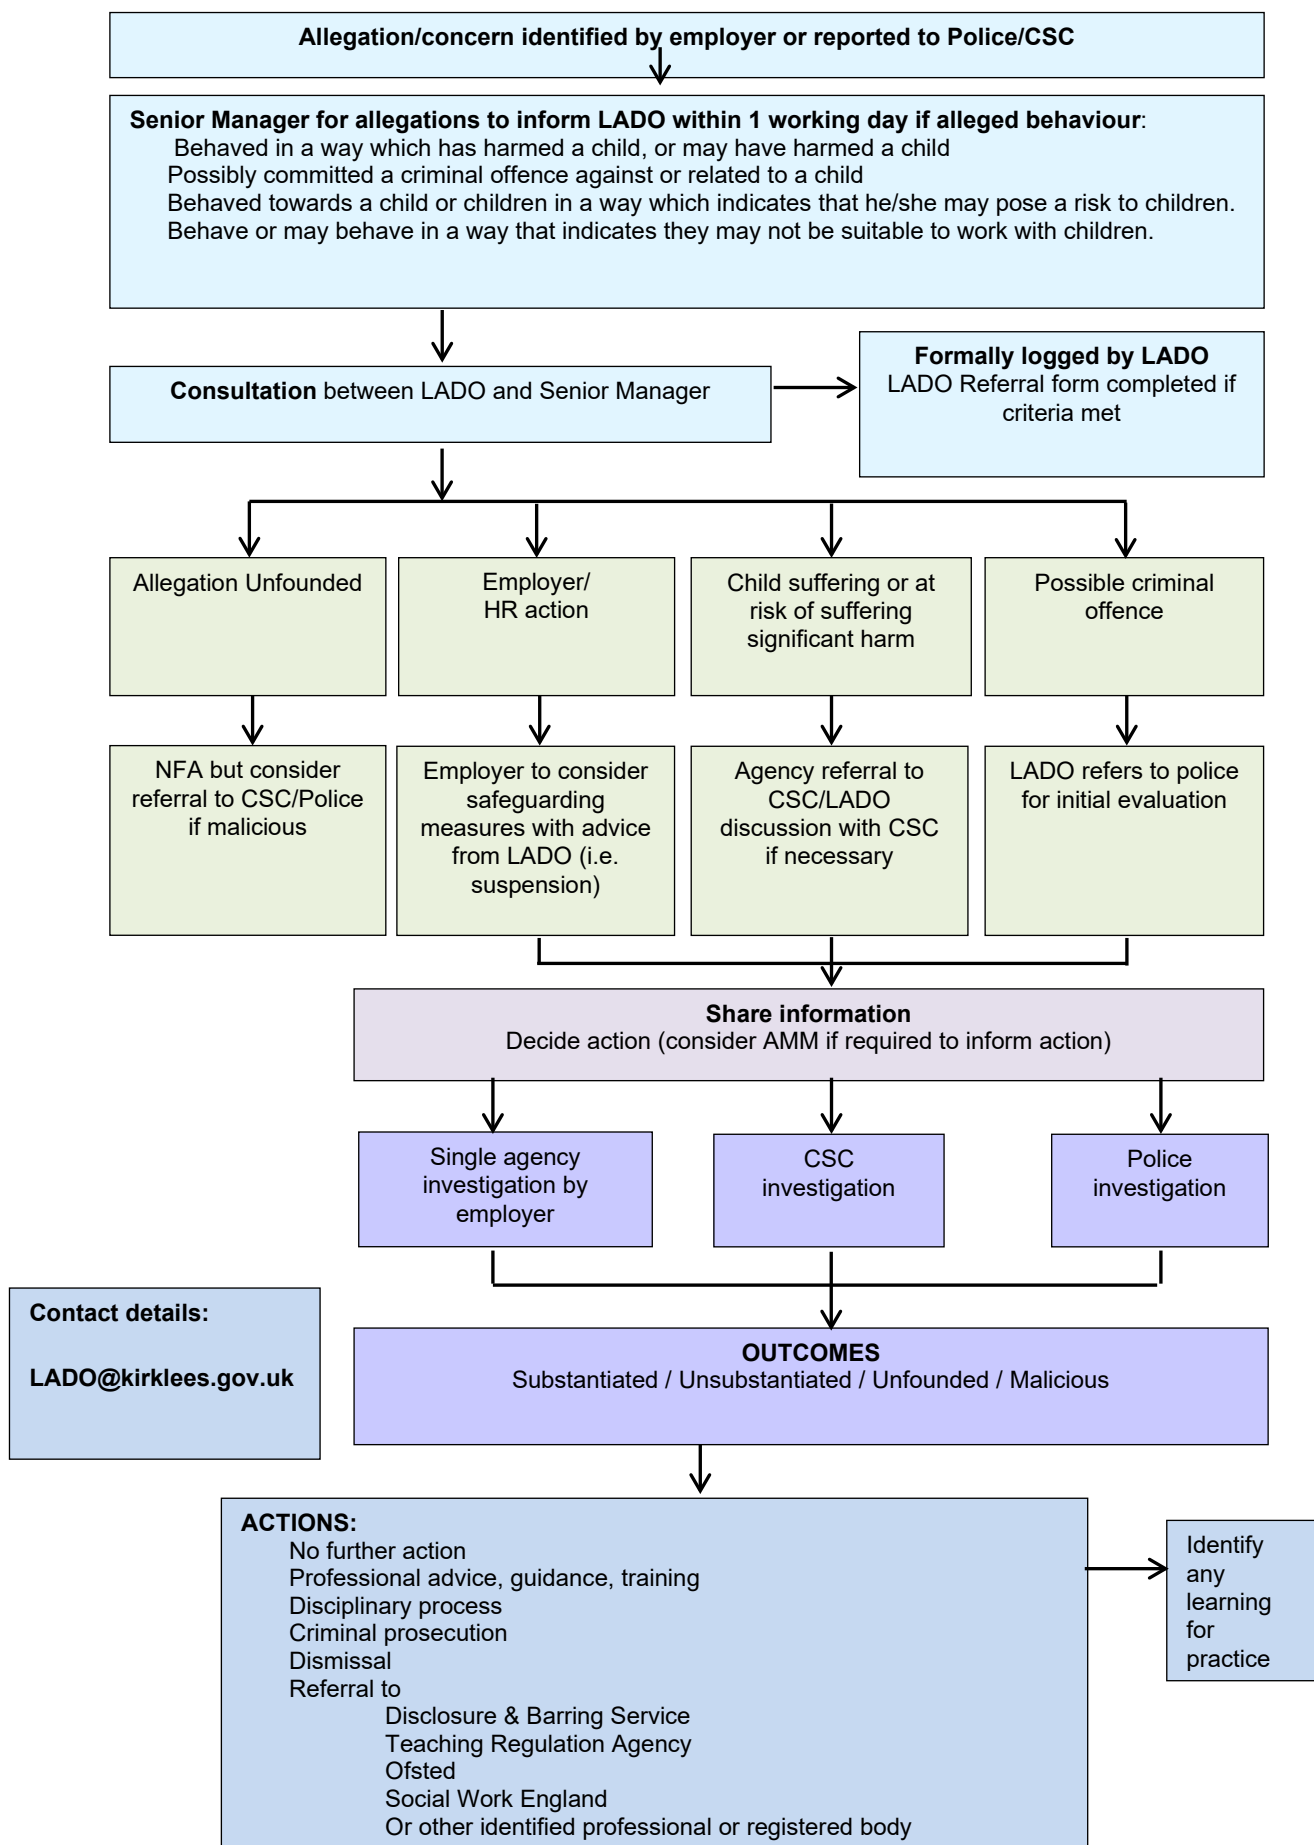 Allegation/concern identified by employer or reported to Police/CSC
Senior Manager for allegations to inform LADO within 1 working day if alleged behaviour:
Behaved in a way which has harmed a child, or may have harmed a child
Possibly committed a criminal offence against or related to a child
Behaved towards a child or children in a way which indicates that he/she may pose a risk to children.
Behave or may behave in a way that indicates they may not be suitable to work with children.
Consultation between LADO and Senior Manager
Formally logged by LADO
LADO Referral form completed if
criteria met
Allegation Unfounded
Employer/
HR action
Child suffering or at
risk of suffering
significant harm
Possible criminal
offence
NFA but consider
referral to CSC/Police
if malicious
Employer to consider
safeguarding
measures with advice
from LADO (i.e.
suspension)
Agency referral to
CSC/LADO
discussion with CSC
if necessary
LADO refers to police
for initial evaluation
Share information
Decide action (consider AMM if required to inform action)
Single agency
investigation by
employer
CSC
investigation
Police
investigation
Contact details:
LADO@kirklees.gov.uk
OUTCOMES
Substantiated / Unsubstantiated / Unfounded / Malicious
ACTIONS:
No further action
Professional advice, guidance, training
Disciplinary process
Criminal prosecution
Dismissal
Referral to
Disclosure & Barring Service
Teaching Regulation Agency
Ofsted
Social Work England
Or other identified professional or registered body
Identify
any
learning
for
practice